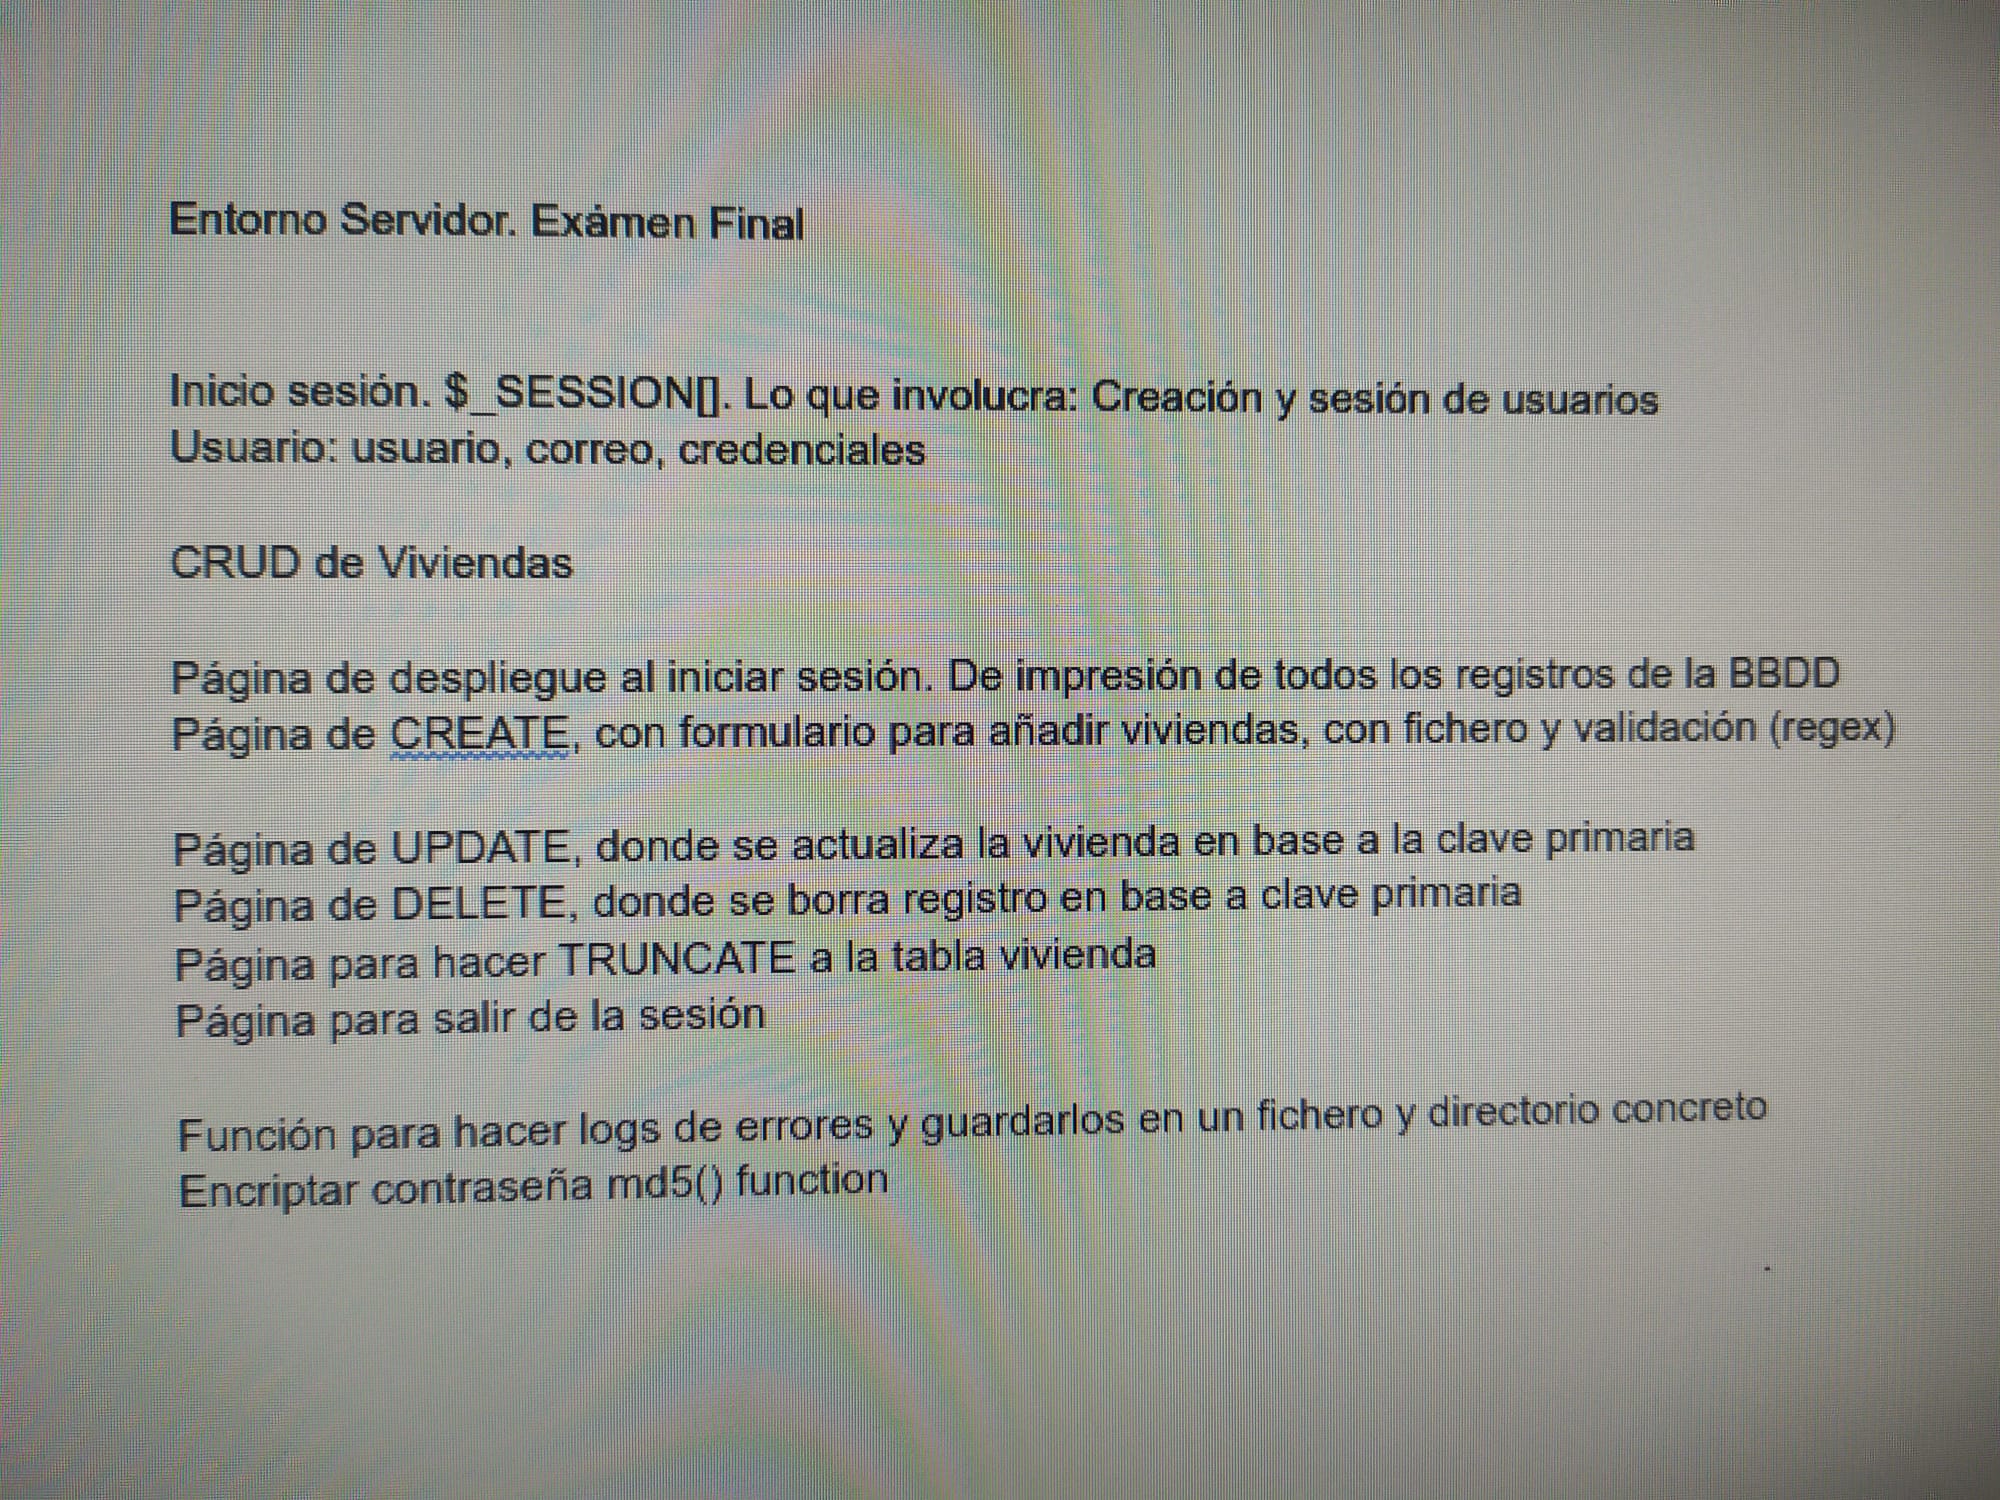 Entorno Servidor. Exámen Final
Inicio sesión. $_SESSION[]. Lo que involucra: Creación y sesión de usuarios
Usuario: usuario, correo, credenciales
CRUD de Viviendas
Página de despliegue al iniciar sesión. De impresión de todos los registros de la BBDD
Página de CREATE, con formulario para añadir viviendas, con fichero y validación (regex)
Página de UPDATE, donde se actualiza la vivienda en base a la clave primaria
Página de DELETE, donde se borra registro en base a clave primaria
Página para hacer TRUNCATE a la tabla vivienda
Página para salir de la sesión
Función para hacer logs de errores y guardarlos en un fichero y directorio concreto
Encriptar contraseña md5() function